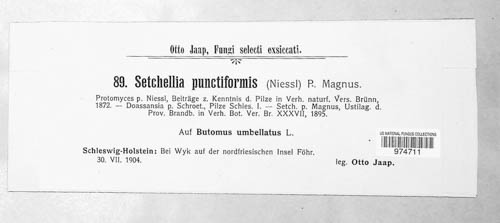 Otto Jaap, Fungi selecti exsiccati.
89. Setchellia punctiformis (Niessl) P. Magnus.
Protomyces p. Niessl, Beiträge z. Kenntnis d. Pilze in Verh. naturf. Vers. Brünn,
1872. — Doassansia p. Schroet., Pilze Schles. I. — Setch. p. Magnus, Ustilag. d.
Prov. Brandb. in Verh. Bot. Ver. Br. XXXVII, 1895.
Auf Butomus umbellatus L.
US NATIONAL FUNGUS COLLECTIONS
974711
Schleswig-Holstein: Bei Wyk auf der nordfriesischen Insel Föhr.
30. VII. 1904. leg. Otto Jaap.